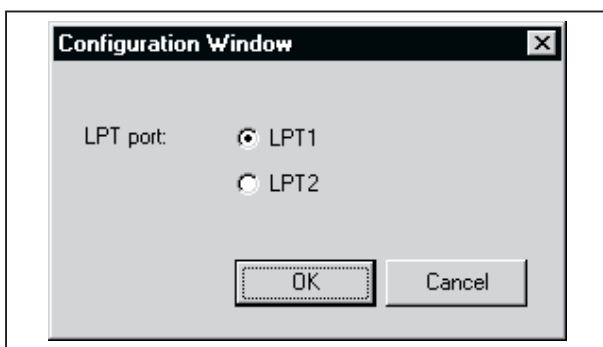 Configuration Window
LPT port:
LPT1
LPT2
OK
Cancel